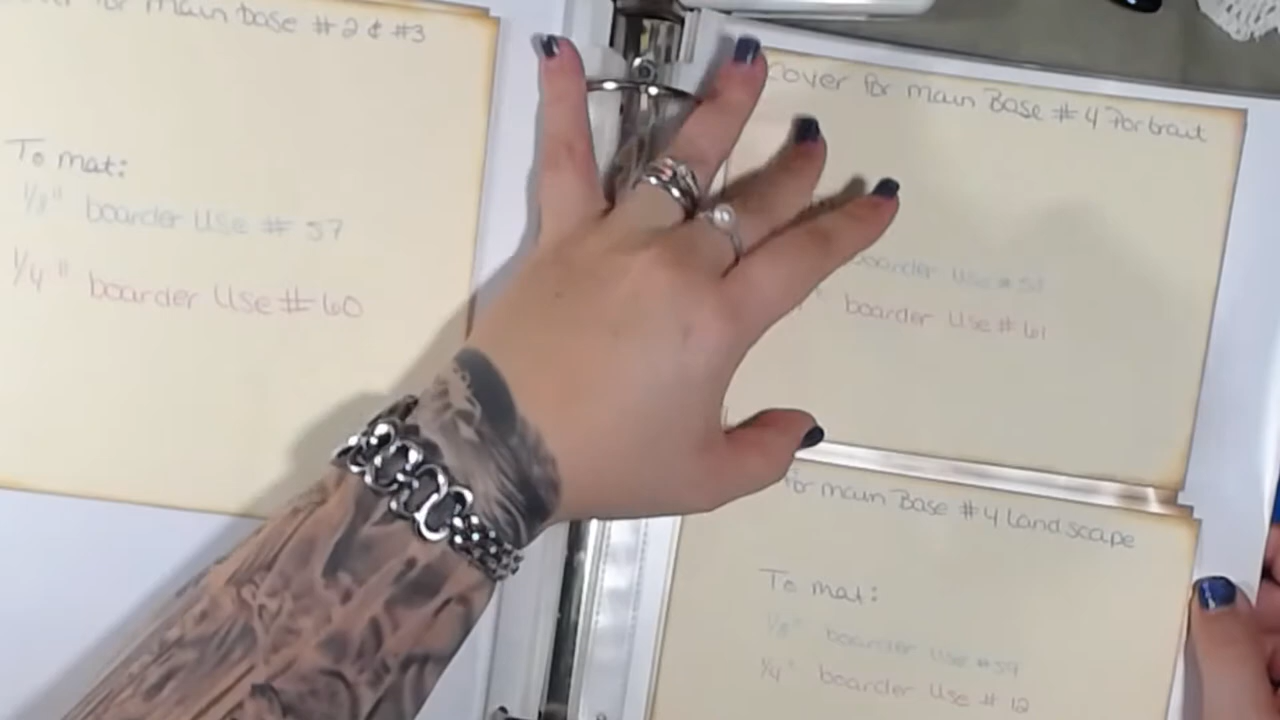 for main base #2 & #3
To mat:
1/8" boarder Use # 57
1/4" boarder Use # 60
Cover for main Base #4 Portrait
boarder Use #
boarder Use # 61
for main Base #4 Landscape
To mat:
1/8" boarder Use #59
1/4" boarder Use # 12